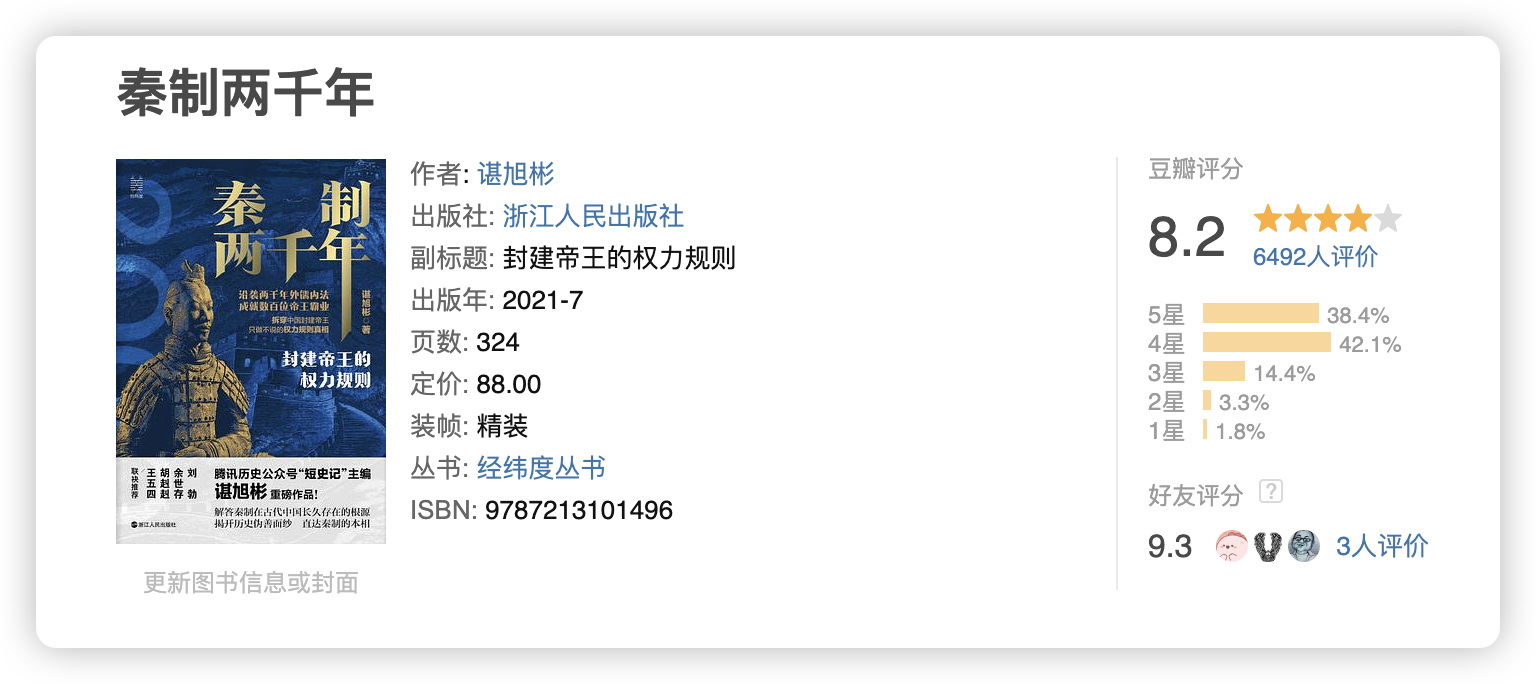 秦制两千年
秦制
两千年
沿袭两千年外儒内法
成就数百位帝王霸业
拆穿中国封建帝王
只做不说的权力规则真相
谌旭彬 著
封建帝王的
权力规则
联袂推荐
王五四
胡赳赳
余世存
刘勃
腾讯历史公众号“短史记”主编
谌旭彬 重磅作品!
解答秦制在古代中国长久存在的根源
揭开历史伪善面纱 直达秦制的本相
浙江人民出版社
更新图书信息或封面
作者: 谌旭彬
出版社: 浙江人民出版社
副标题: 封建帝王的权力规则
出版年: 2021-7
页数: 324
定价: 88.00
装帧: 精装
丛书: 经纬度丛书
ISBN: 9787213101496
豆瓣评分
8.2
6492人评价
5星 38.4%
4星 42.1%
3星 14.4%
2星 3.3%
1星 1.8%
好友评分 ?
9.3 3人评价